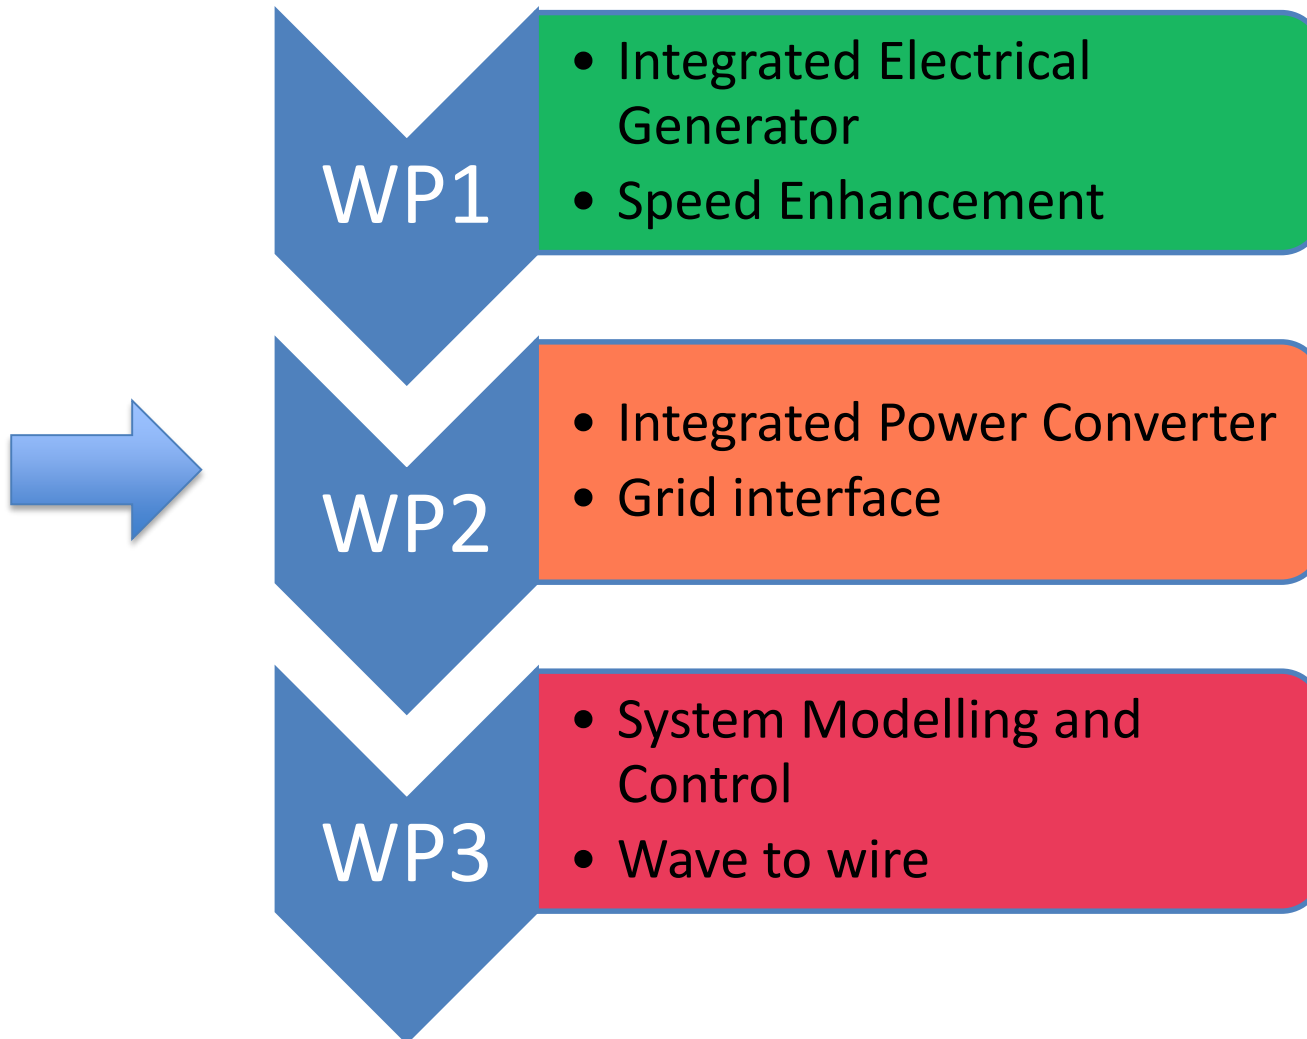 WP1
• Integrated Electrical
Generator
• Speed Enhancement
WP2
• Integrated Power Converter
• Grid interface
WP3
• System Modelling and
Control
• Wave to wire